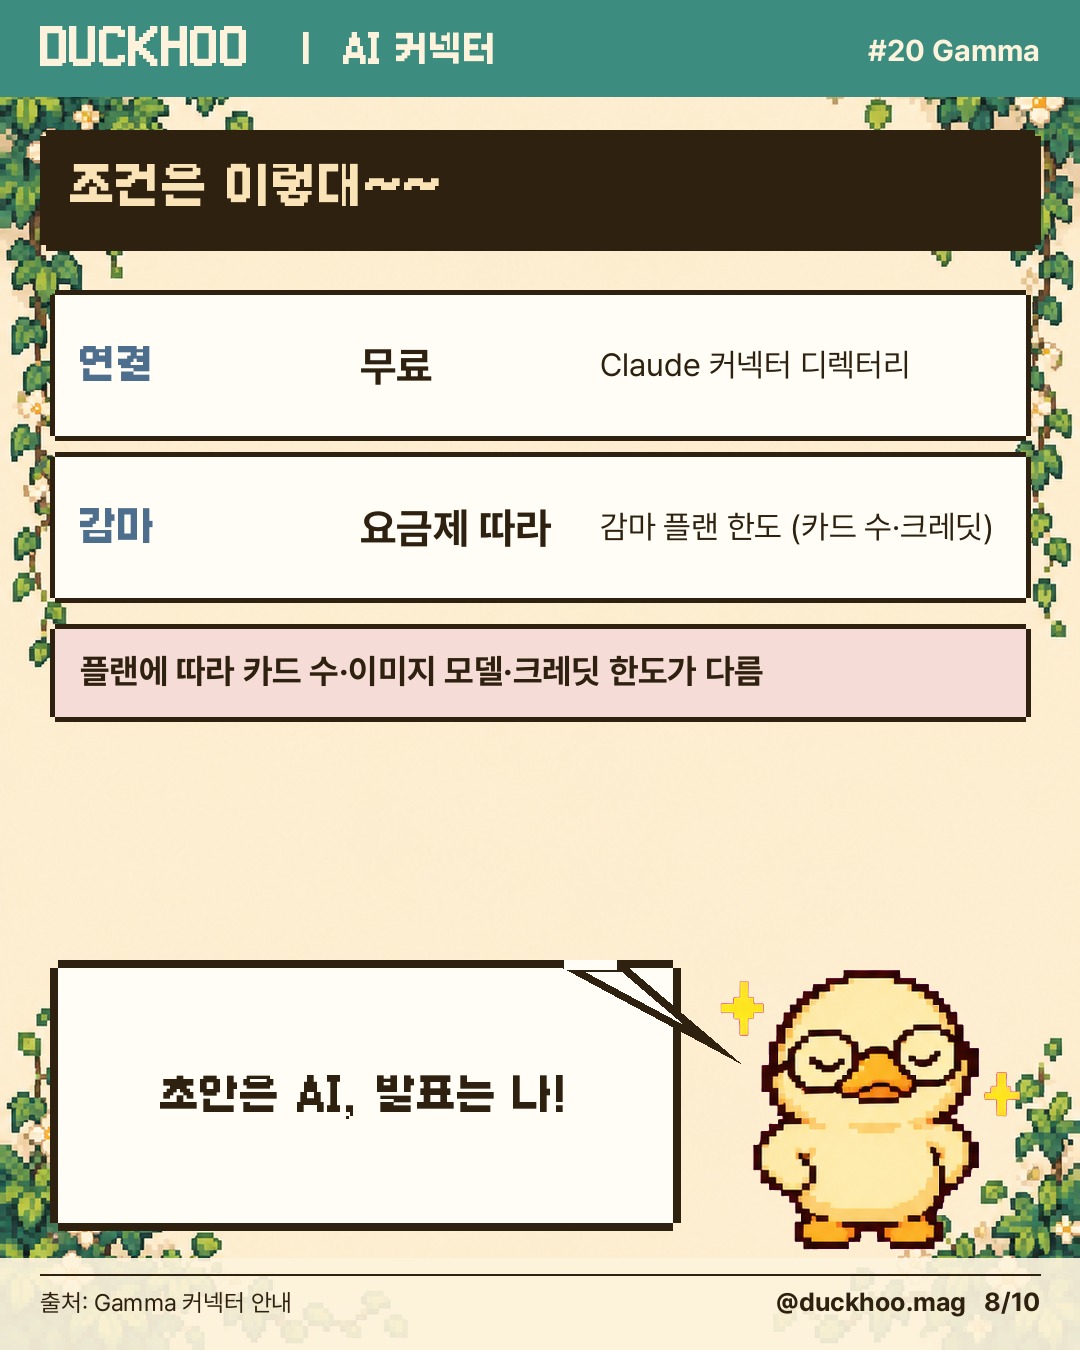 DUCKHOO | AI 커넥터
#20 Gamma
조건은 이렇대~~
연결 무료 Claude 커넥터 디렉터리
감마 요금제 따라 감마 플랜 한도 (카드 수·크레딧)
플랜에 따라 카드 수·이미지 모델·크레딧 한도가 다름
초안은 AI, 발표는 나!
출처: Gamma 커넥터 안내
@duckhoo.mag 8/10